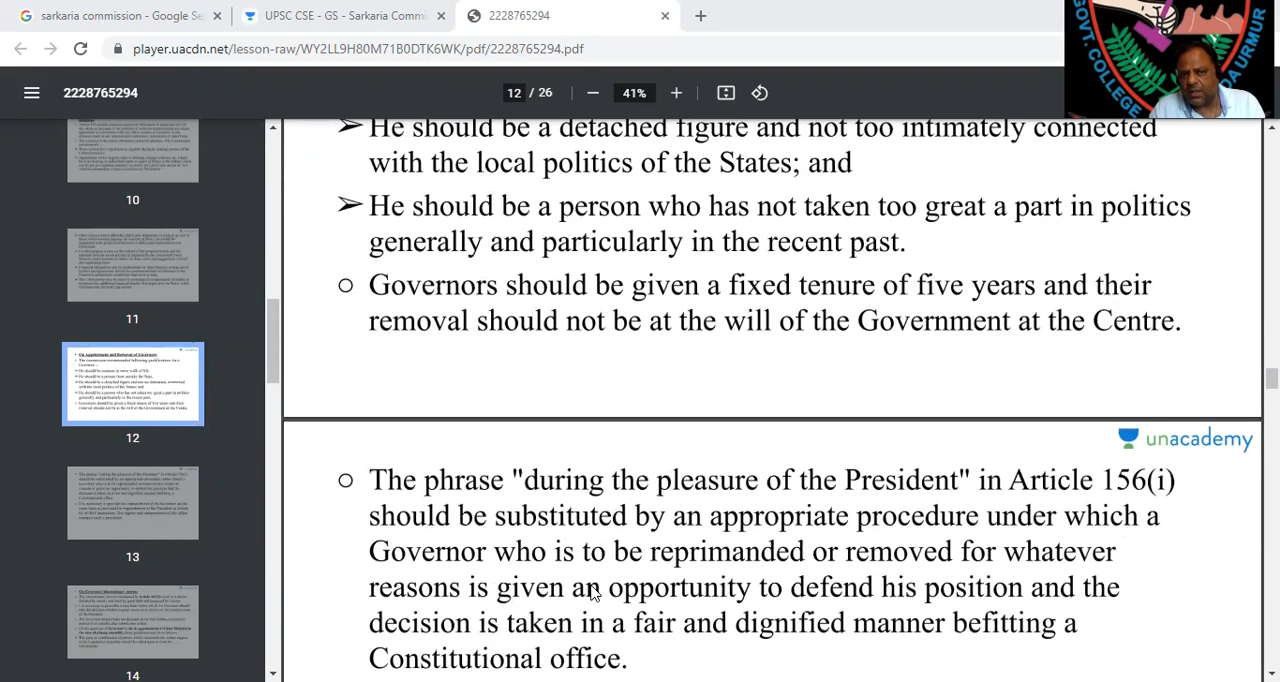 sarkaria commission - Google Se
UPSC CSE - GS - Sarkaria Commi
2228765294
player.uacdn.net/lesson-raw/WY2LL9H80M71B0DTK6WK/pdf/2228765294.pdf
GOVT. COLLEGE
URMUR
2228765294
12 / 26
41%
10
11
12
13
14
He should be a detached figure and not too intimately connected
with the local politics of the States; and
➢ He should be a person who has not taken too great a part in politics
generally and particularly in the recent past.
○ Governors should be given a fixed tenure of five years and their
removal should not be at the will of the Government at the Centre.
unacademy
○ The phrase "during the pleasure of the President" in Article 156(i)
should be substituted by an appropriate procedure under which a
Governor who is to be reprimanded or removed for whatever
reasons is given an opportunity to defend his position and the
decision is taken in a fair and dignified manner befitting a
Constitutional office.